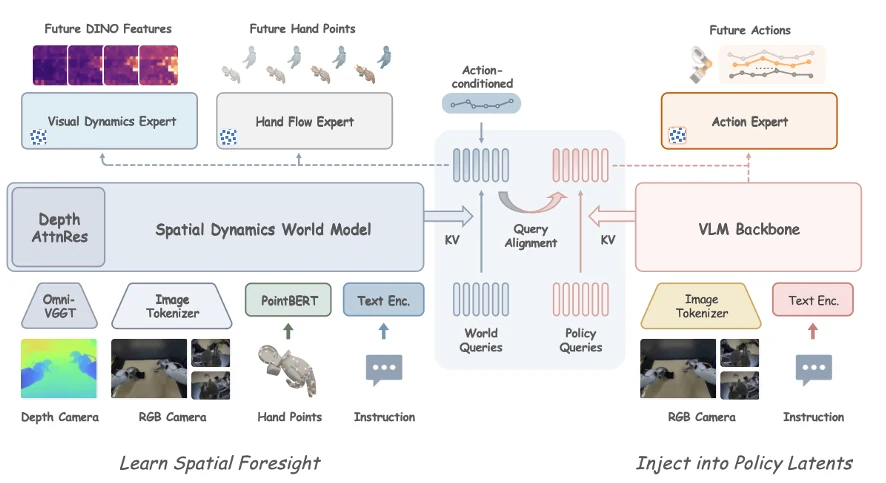 Future DINO Features
Future Hand Points
Future Actions
Action-
conditioned
Visual Dynamics Expert
Hand Flow Expert
Action Expert
Depth
AttnRes
Spatial Dynamics World Model
KV
Query
Alignment
KV
VLM Backbone
Omni-
VGGT
Image
Tokenizer
PointBERT
Text Enc.
World
Queries
Policy
Queries
Image
Tokenizer
Text Enc.
Depth Camera
RGB Camera
Hand Points
Instruction
RGB Camera
Instruction
Learn Spatial Foresight
Inject into Policy Latents